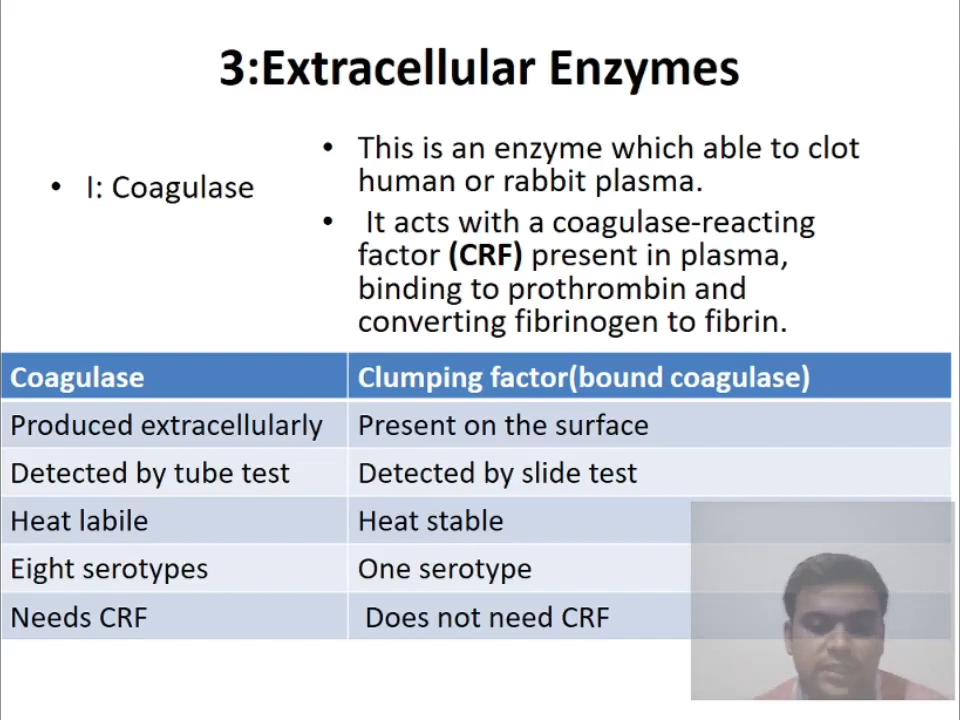 3:Extracellular Enzymes
• I: Coagulase
• This is an enzyme which able to clot
human or rabbit plasma.
• It acts with a coagulase-reacting
factor (CRF) present in plasma,
binding to prothrombin and
converting fibrinogen to fibrin.
Coagulase Clumping factor(bound coagulase)
Produced extracellularly Present on the surface
Detected by tube test Detected by slide test
Heat labile Heat stable
Eight serotypes One serotype
Needs CRF Does not need CRF